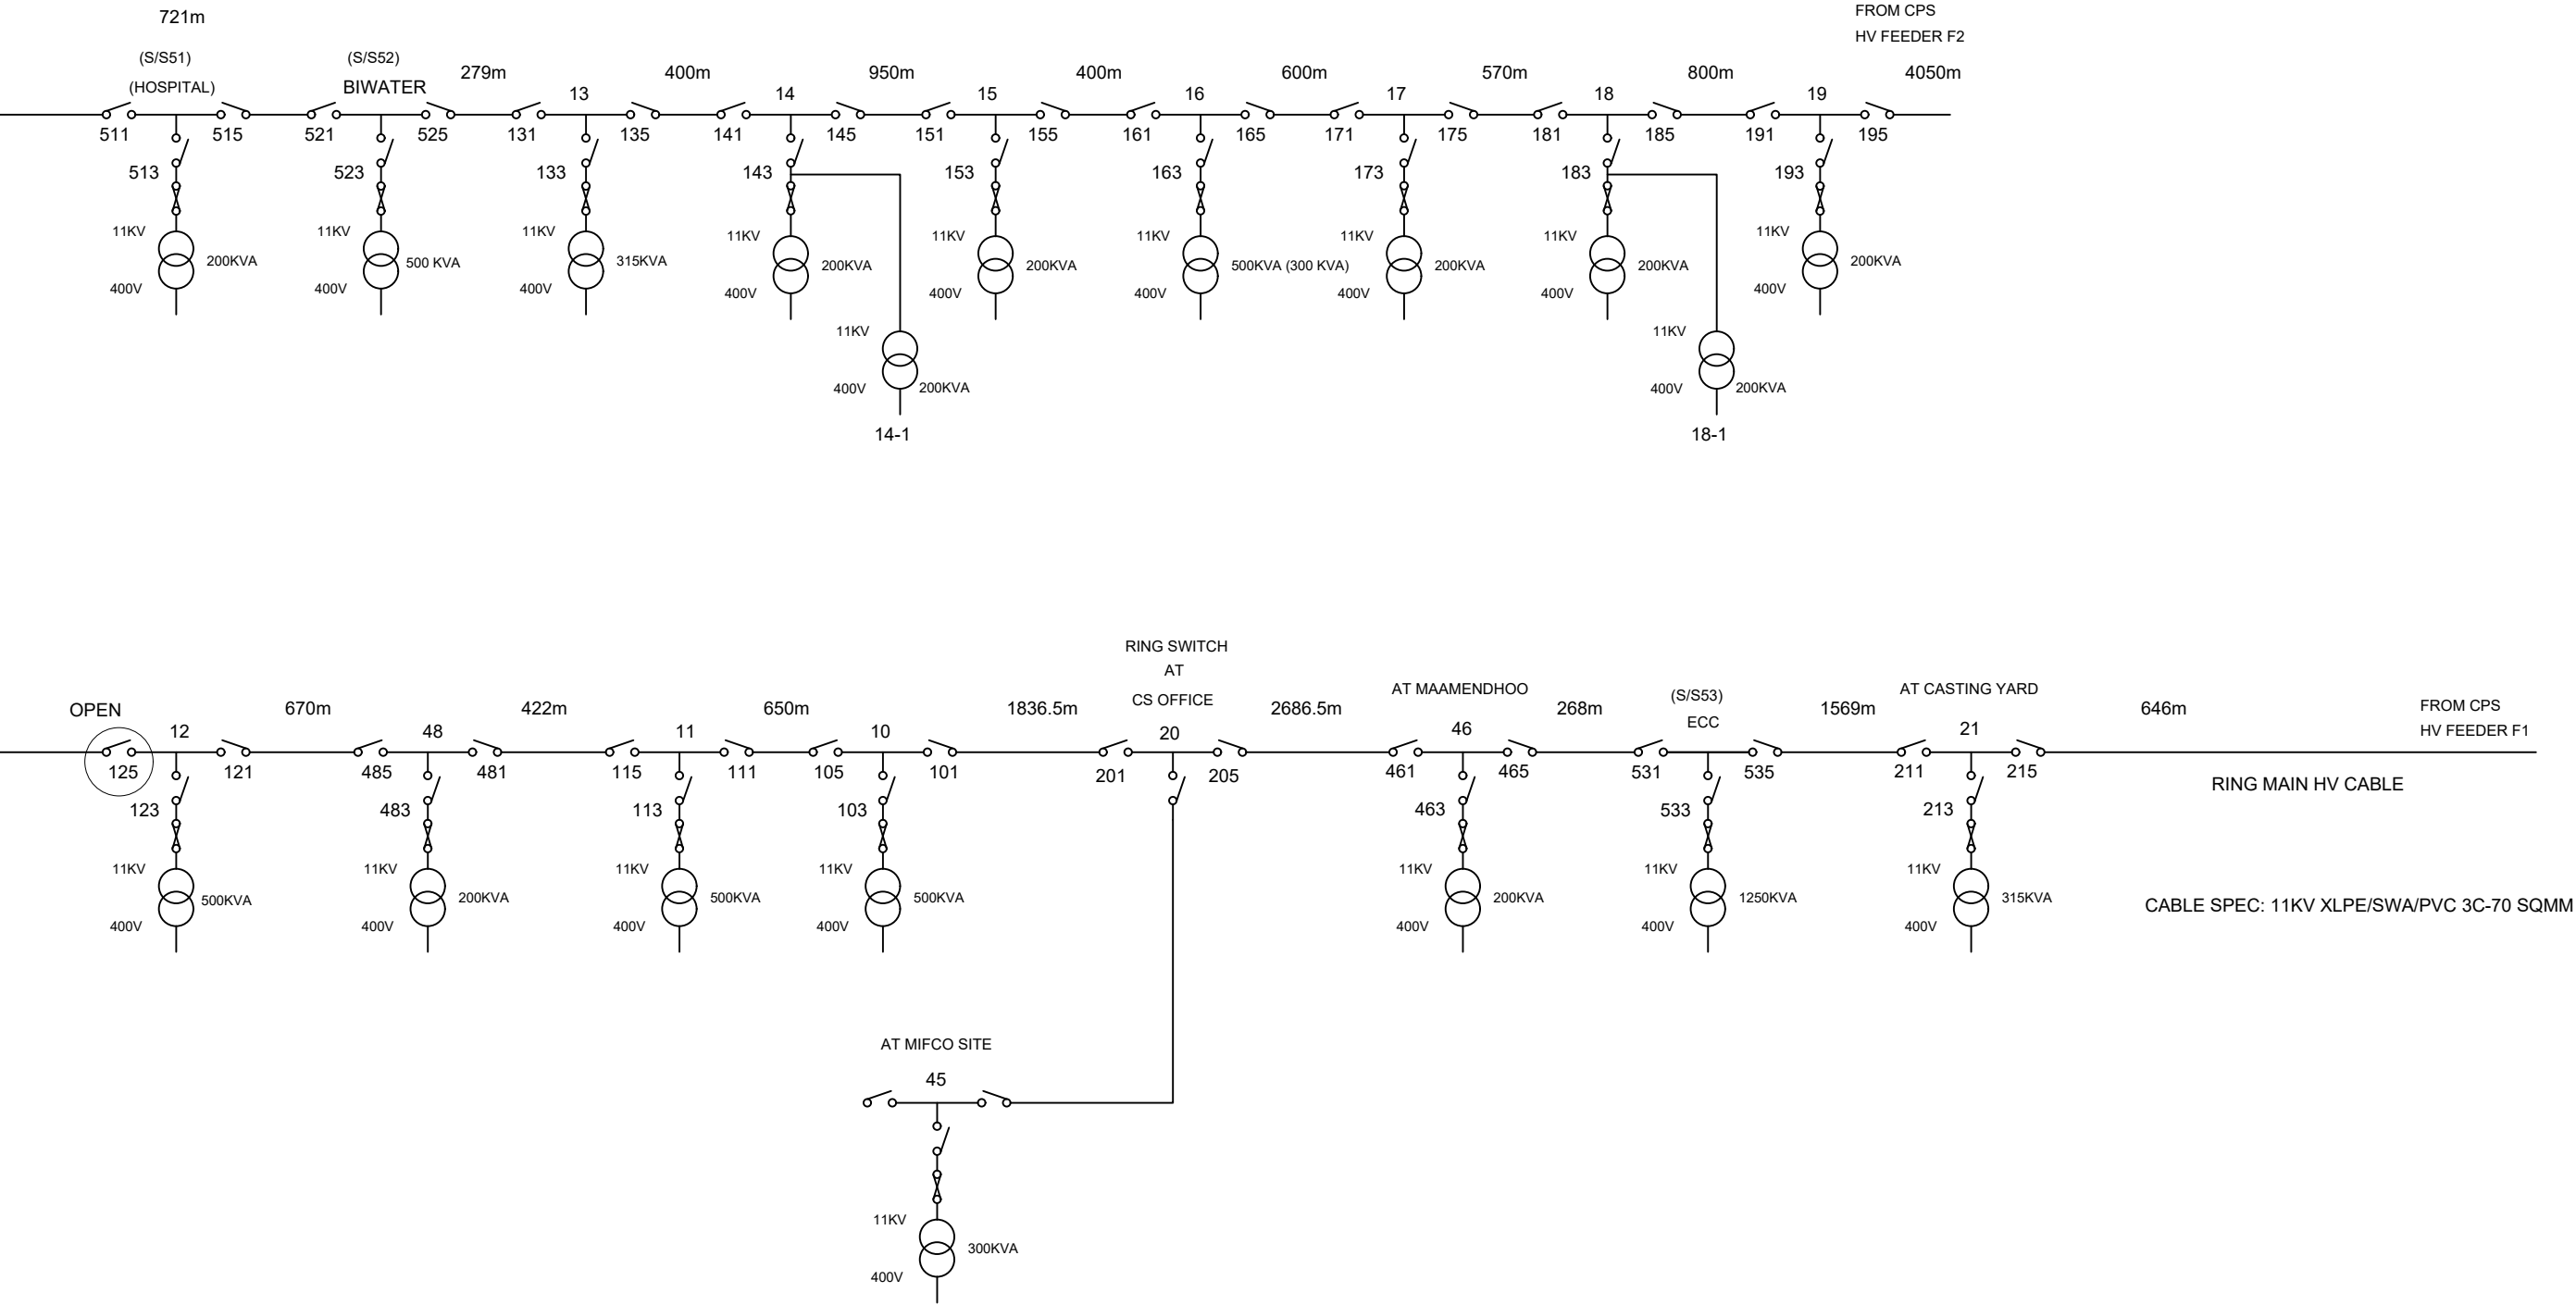 721m
FROM CPS
HV FEEDER F2
(S/S51)
(HOSPITAL)
(S/S52)
BIWATER
279m
400m
950m
400m
600m
570m
800m
4050m
13
14
15
16
17
18
19
511
515
521
525
131
135
141
145
151
155
161
165
171
175
181
185
191
195
513
523
133
143
153
163
173
183
193
11KV
200KVA
400V
11KV
500 KVA
400V
11KV
315KVA
400V
11KV
200KVA
400V
11KV
200KVA
400V
11KV
500KVA (300 KVA)
400V
11KV
200KVA
400V
11KV
200KVA
400V
11KV
200KVA
400V
11KV
400V
200KVA
14-1
11KV
400V
200KVA
18-1
RING SWITCH
AT
CS OFFICE
OPEN
670m
422m
650m
1836.5m
2686.5m
AT MAAMENDHOO
268m
(S/S53)
ECC
1569m
AT CASTING YARD
646m
FROM CPS
HV FEEDER F1
12
48
11
10
20
46
21
125
121
485
481
115
111
105
101
201
205
461
465
531
535
211
215
RING MAIN HV CABLE
123
483
113
103
463
533
213
11KV
500KVA
400V
11KV
200KVA
400V
11KV
500KVA
400V
11KV
500KVA
400V
11KV
200KVA
400V
11KV
1250KVA
400V
11KV
315KVA
400V
CABLE SPEC: 11KV XLPE/SWA/PVC 3C-70 SQMM
AT MIFCO SITE
45
11KV
300KVA
400V